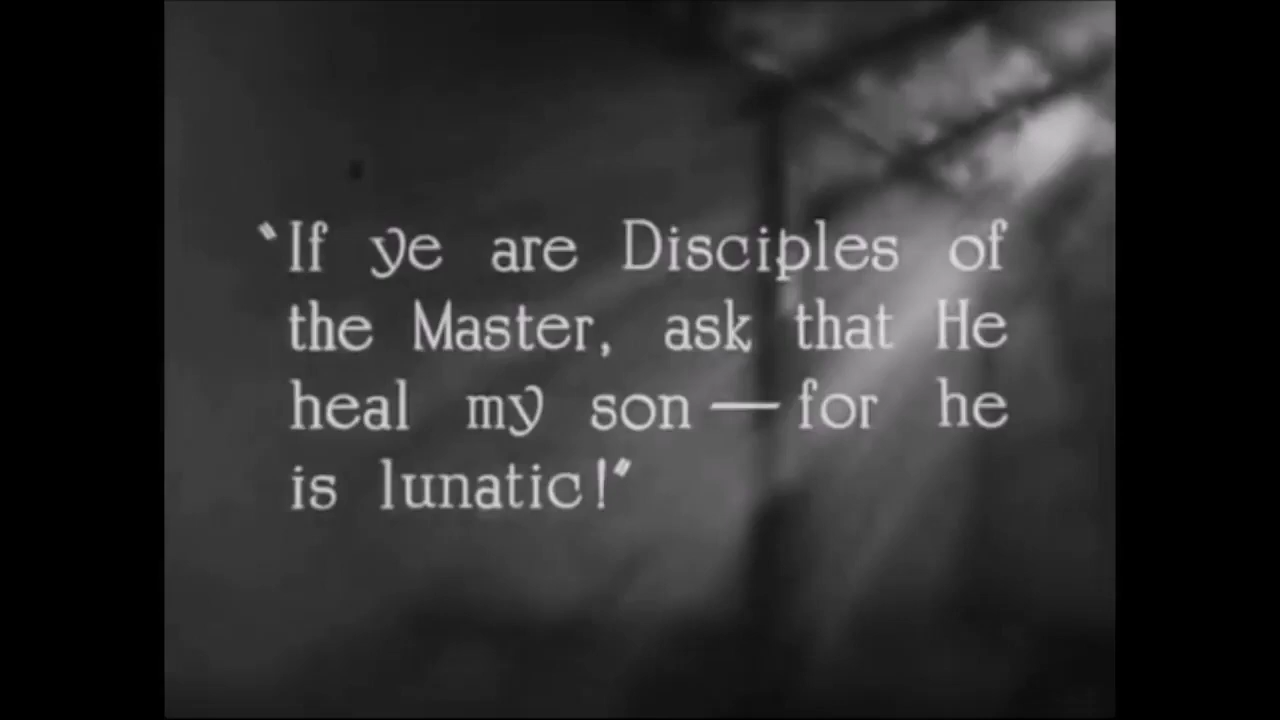 "If ye are Disciples of
the Master, ask that He
heal my son — for he
is lunatic!"